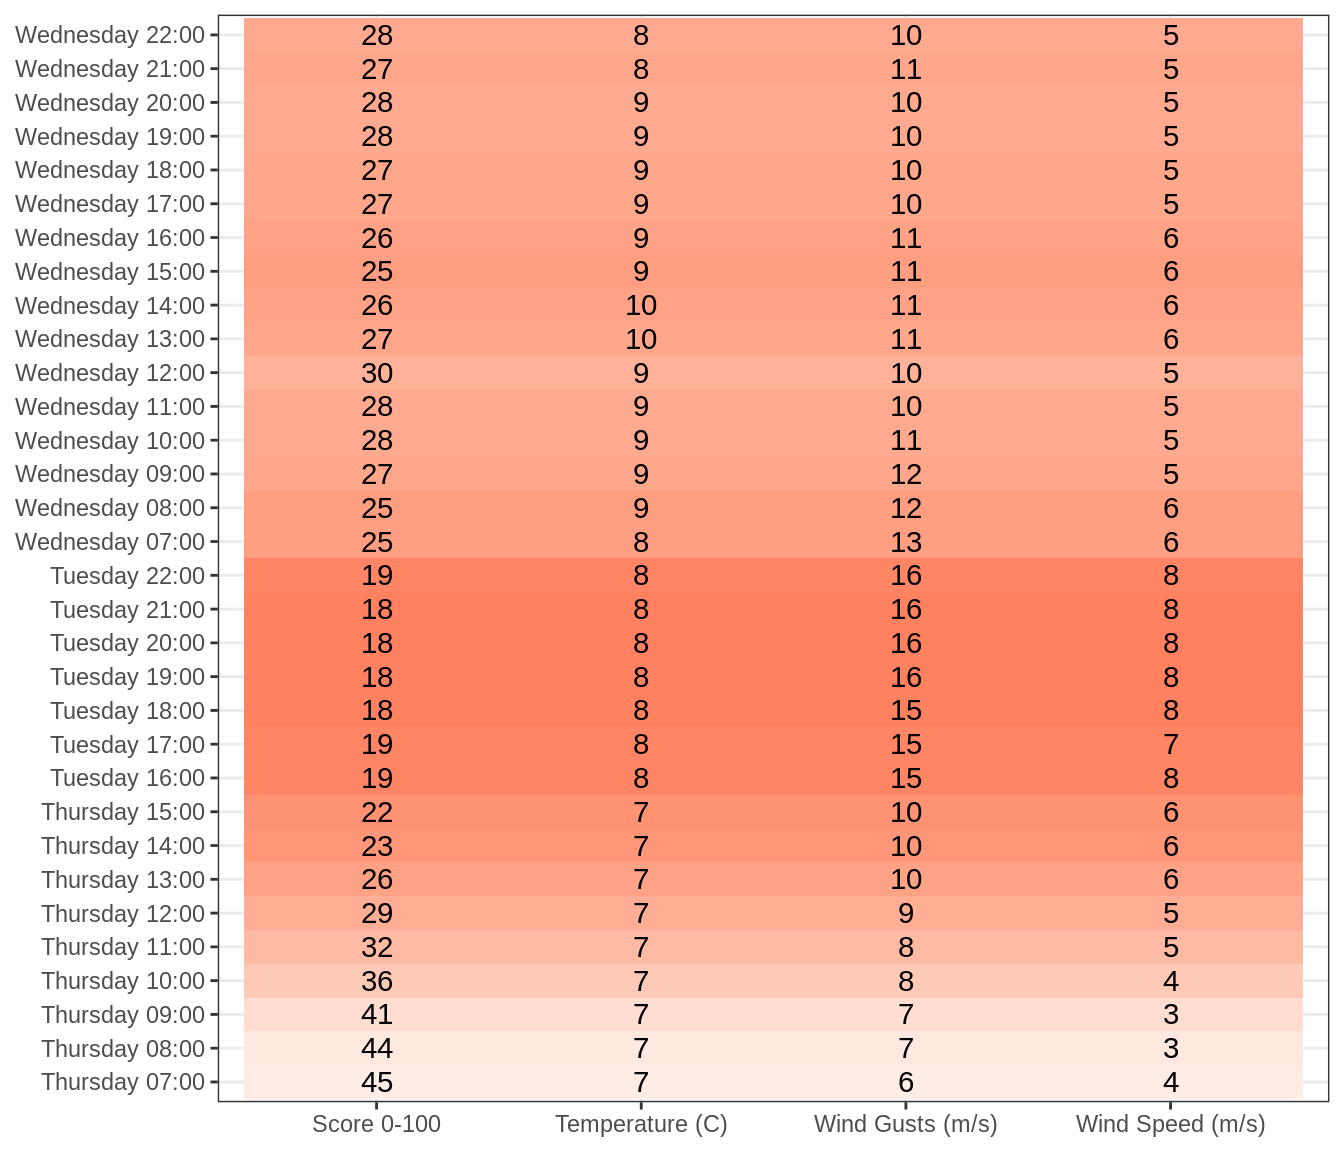 Wednesday 22:00 28 8 10 5
Wednesday 21:00 27 8 11 5
Wednesday 20:00 28 9 10 5
Wednesday 19:00 28 9 10 5
Wednesday 18:00 27 9 10 5
Wednesday 17:00 27 9 10 5
Wednesday 16:00 26 9 11 6
Wednesday 15:00 25 9 11 6
Wednesday 14:00 26 10 11 6
Wednesday 13:00 27 10 11 6
Wednesday 12:00 30 9 10 5
Wednesday 11:00 28 9 10 5
Wednesday 10:00 28 9 11 5
Wednesday 09:00 27 9 12 5
Wednesday 08:00 25 9 12 6
Wednesday 07:00 25 8 13 6
Tuesday 22:00 19 8 16 8
Tuesday 21:00 18 8 16 8
Tuesday 20:00 18 8 16 8
Tuesday 19:00 18 8 16 8
Tuesday 18:00 18 8 15 8
Tuesday 17:00 19 8 15 7
Tuesday 16:00 19 8 15 8
Thursday 15:00 22 7 10 6
Thursday 14:00 23 7 10 6
Thursday 13:00 26 7 10 6
Thursday 12:00 29 7 9 5
Thursday 11:00 32 7 8 5
Thursday 10:00 36 7 8 4
Thursday 09:00 41 7 7 3
Thursday 08:00 44 7 7 3
Thursday 07:00 45 7 6 4
Score 0-100 Temperature (C) Wind Gusts (m/s) Wind Speed (m/s)